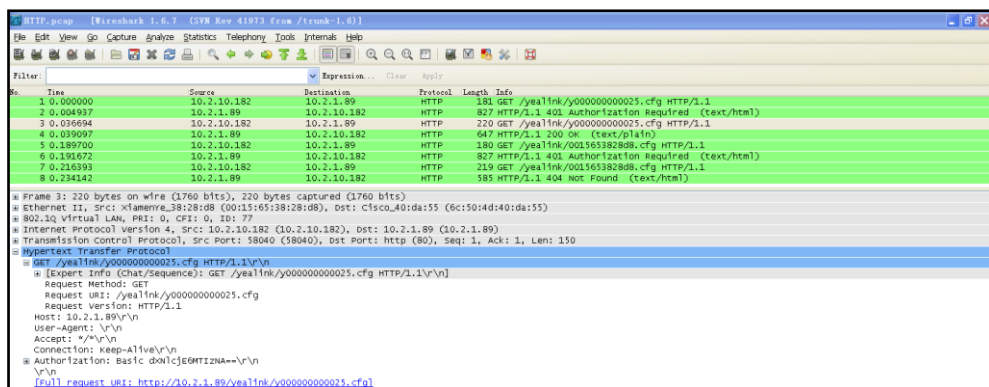 HTTP.pcap [Wireshark 1.6.7 (SVN Rev 41973 from /trunk-1.6)]
File Edit View Go Capture Analyze Statistics Telephony Tools Internals Help
Filter: Expression... Clear Apply
No. Time Source Destination Protocol Length Info
1 0.000000 10.2.10.182 10.2.1.89 HTTP 181 GET /yealink/y000000000025.cfg HTTP/1.1
2 0.004937 10.2.1.89 10.2.10.182 HTTP 827 HTTP/1.1 401 Authorization Required (text/html)
3 0.036694 10.2.10.182 10.2.1.89 HTTP 220 GET /yealink/y000000000025.cfg HTTP/1.1
4 0.039097 10.2.1.89 10.2.10.182 HTTP 647 HTTP/1.1 200 OK (text/plain)
5 0.189700 10.2.10.182 10.2.1.89 HTTP 180 GET /yealink/0015653828d8.cfg HTTP/1.1
6 0.191672 10.2.1.89 10.2.10.182 HTTP 827 HTTP/1.1 401 Authorization Required (text/html)
7 0.216393 10.2.10.182 10.2.1.89 HTTP 219 GET /yealink/0015653828d8.cfg HTTP/1.1
8 0.234142 10.2.1.89 10.2.10.182 HTTP 585 HTTP/1.1 404 Not Found (text/html)
Frame 3: 220 bytes on wire (1760 bits), 220 bytes captured (1760 bits)
Ethernet II, Src: XiamenYe_38:28:d8 (00:15:65:38:28:d8), Dst: Cisco_40:da:55 (6c:50:4d:40:da:55)
802.1Q Virtual LAN, PRI: 0, CFI: 0, ID: 77
Internet Protocol Version 4, Src: 10.2.10.182 (10.2.10.182), Dst: 10.2.1.89 (10.2.1.89)
Transmission Control Protocol, Src Port: 58040 (58040), Dst Port: http (80), Seq: 1, Ack: 1, Len: 150
Hypertext Transfer Protocol
GET /yealink/y000000000025.cfg HTTP/1.1\r\n
[Expert Info (Chat/Sequence): GET /yealink/y000000000025.cfg HTTP/1.1\r\n]
Request Method: GET
Request URI: /yealink/y000000000025.cfg
Request Version: HTTP/1.1
Host: 10.2.1.89\r\n
User-Agent: \r\n
Accept: */*\r\n
Connection: Keep-Alive\r\n
Authorization: Basic dXNlcjE6MTIzNA==\r\n
\r\n
[Full request URI: http://10.2.1.89/yealink/y000000000025.cfg]